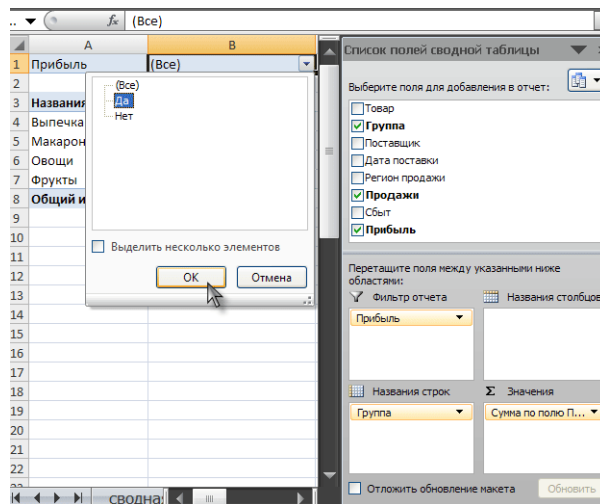 fx (Все)
A B
1 Прибыль (Все)
2
3 Названия
4 Выпечка
5 Макарон
6 Овощи
7 Фрукты
8 Общий и
9
10
11
12
13
14
15
16
17
18
19
20
21
22
(Все)
Да
Нет
Выделить несколько элементов
ОК Отмена
сводна
Список полей сводной таблицы
Выберите поля для добавления в отчет:
Товар
Группа
Поставщик
Дата поставки
Регион продажи
Продажи
Сбыт
Прибыль
Перетащите поля между указанными ниже
областями:
Фильтр отчета Названия столбцов
Прибыль
Названия строк Σ Значения
Группа Сумма по полю П...
Отложить обновление макета Обновить